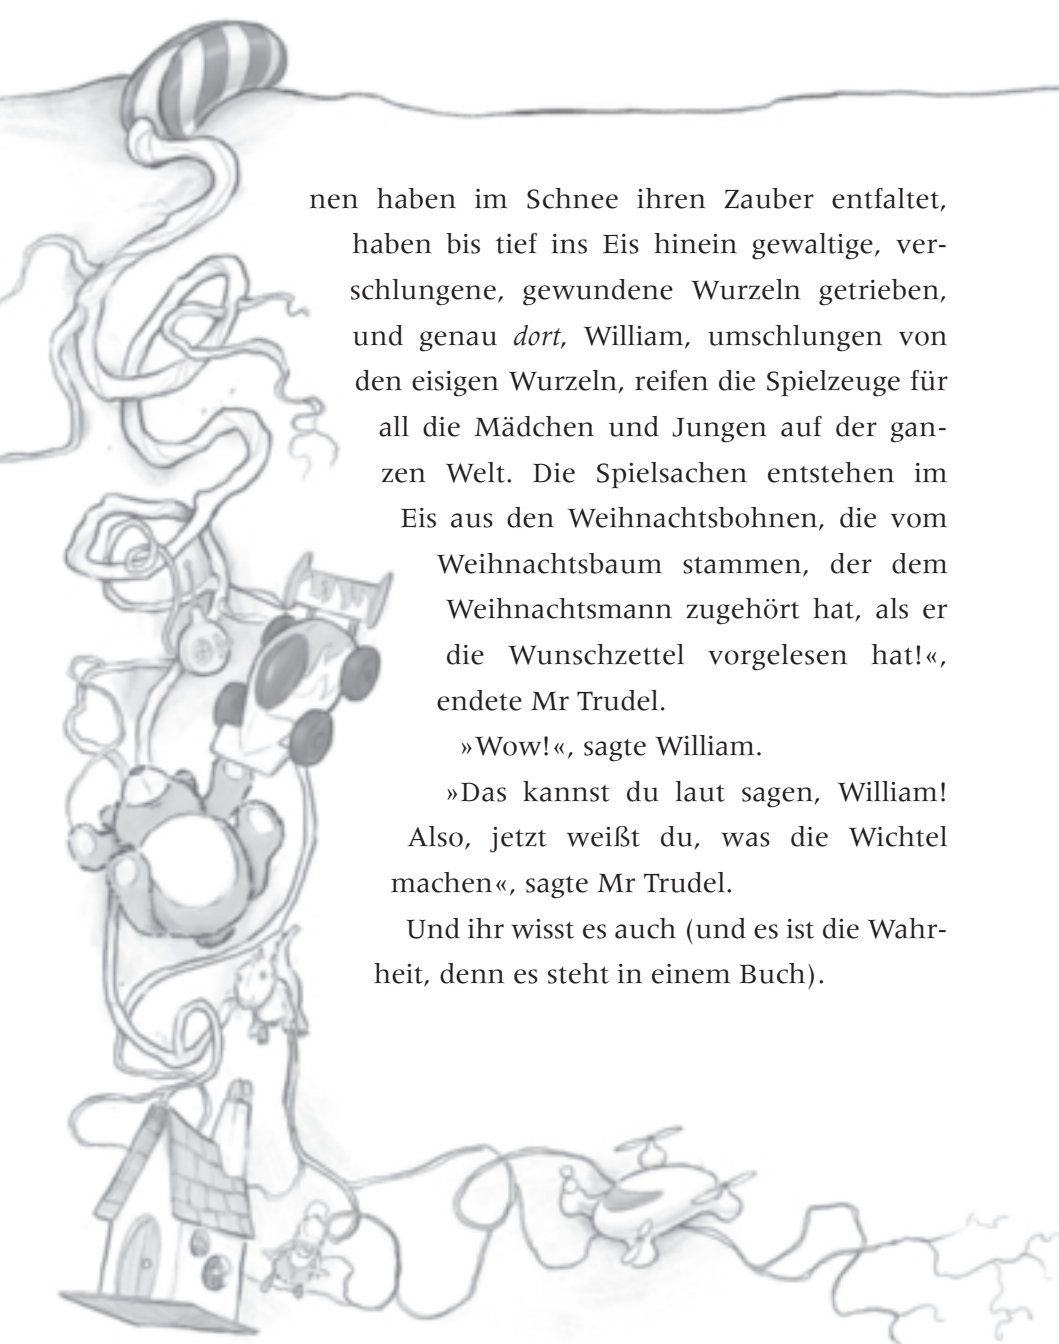 nen haben im Schnee ihren Zauber entfaltet,
haben bis tief ins Eis hinein gewaltige, ver-
schlungene, gewundene Wurzeln getrieben,
und genau dort, William, umschlungen von
den eisigen Wurzeln, reifen die Spielzeuge für
all die Mädchen und Jungen auf der gan-
zen Welt. Die Spielsachen entstehen im
Eis aus den Weihnachtsbohnen, die vom
Weihnachtsbaum stammen, der dem
Weihnachtsmann zugehört hat, als er
die Wunschzettel vorgelesen hat!«,
endete Mr Trudel.
»Wow!«, sagte William.
»Das kannst du laut sagen, William!
Also, jetzt weißt du, was die Wichtel
machen«, sagte Mr Trudel.
Und ihr wisst es auch (und es ist die Wahr-
heit, denn es steht in einem Buch).